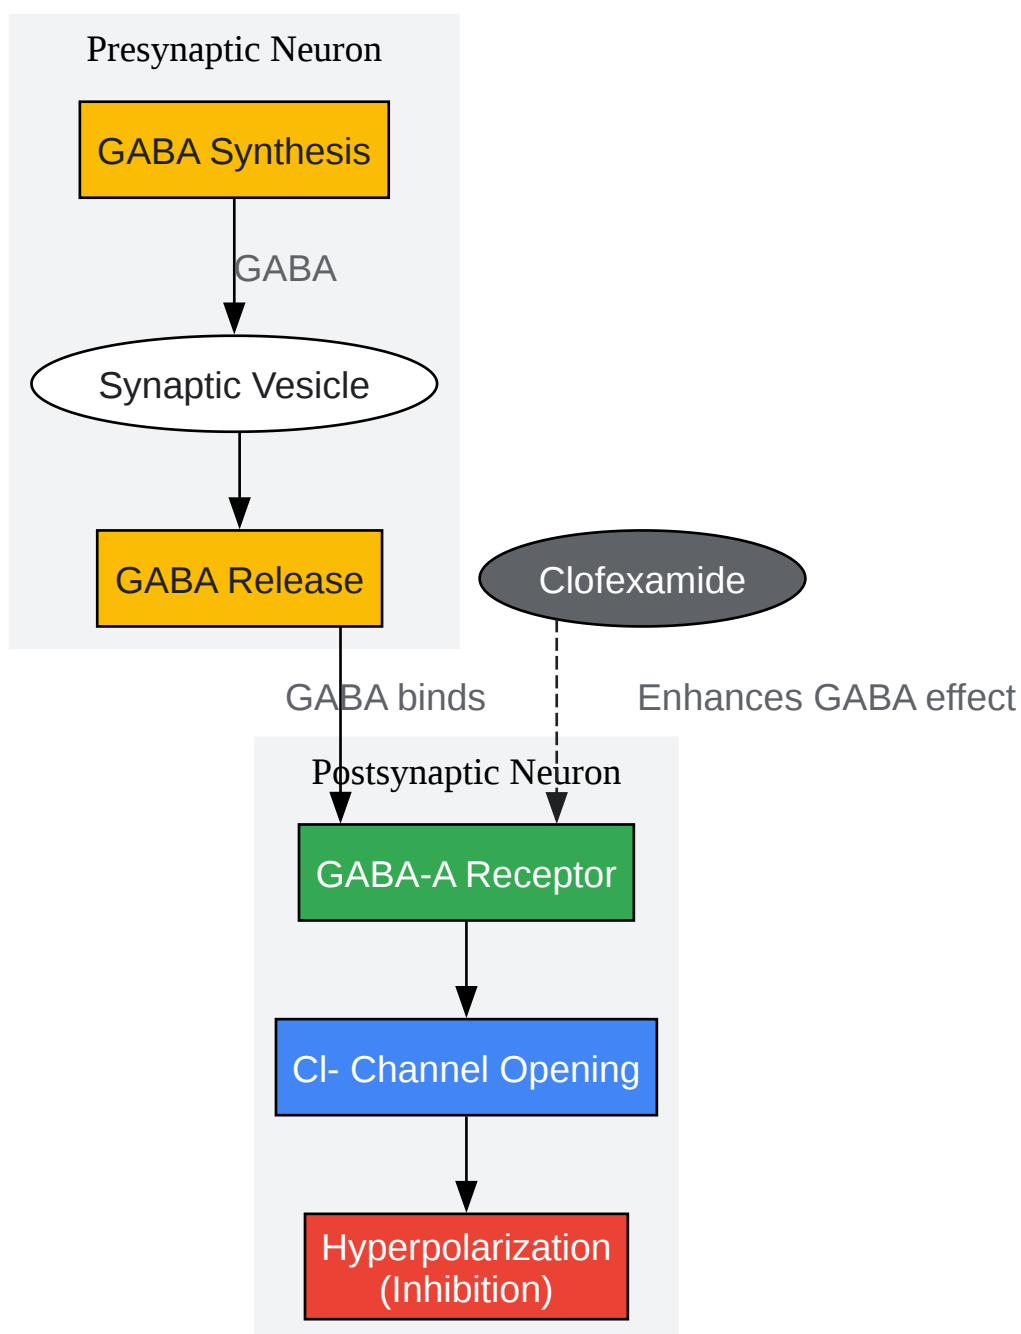 Presynaptic Neuron
GABA Synthesis
GABA
Synaptic Vesicle
GABA Release
Clofexamide
GABA binds
Enhances GABA effect
Postsynaptic Neuron
GABA-A Receptor
Cl- Channel Opening
Hyperpolarization
(Inhibition)